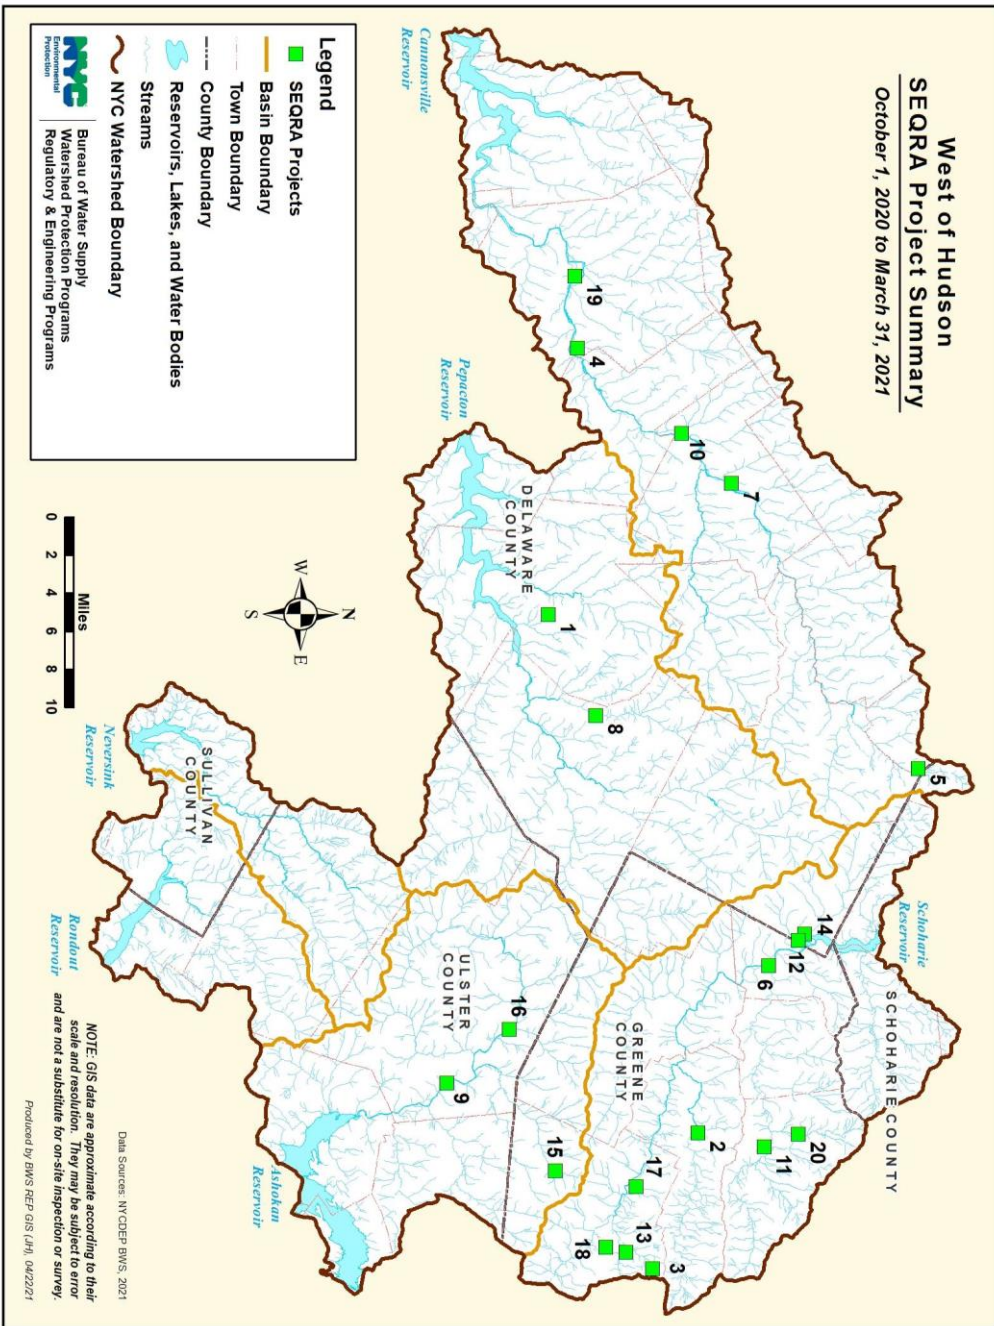 West of Hudson
SEQRA Project Summary
October 1, 2020 to March 31, 2021
Cannonsville
Reservoir
Pepacton
Reservoir
Schoharie
Reservoir
SCHOHARIE COUNTY
DELAWARE
COUNTY
GREENE
COUNTY
ULSTER
COUNTY
SULLIVAN
COUNTY
Neversink
Reservoir
Rondout
Reservoir
Ashokan
Reservoir
19
4
10
7
1
8
5
14
12
6
20
11
2
17
13
3
18
15
16
9
Legend
SEQRA Projects
Basin Boundary
Town Boundary
County Boundary
Reservoirs, Lakes, and Water Bodies
Streams
NYC Watershed Boundary
NYC
Environmental
Protection
Bureau of Water Supply
Watershed Protection Programs
Regulatory & Engineering Programs
N
W
E
S
0 2 4 6 8 10
Miles
Data Sources: NYCDEP BWS, 2021
NOTE: GIS data are approximate according to their
scale and resolution. They may be subject to error
and are not a substitute for on-site inspection or survey.
Produced by BWS REP GIS (JH), 04/22/21